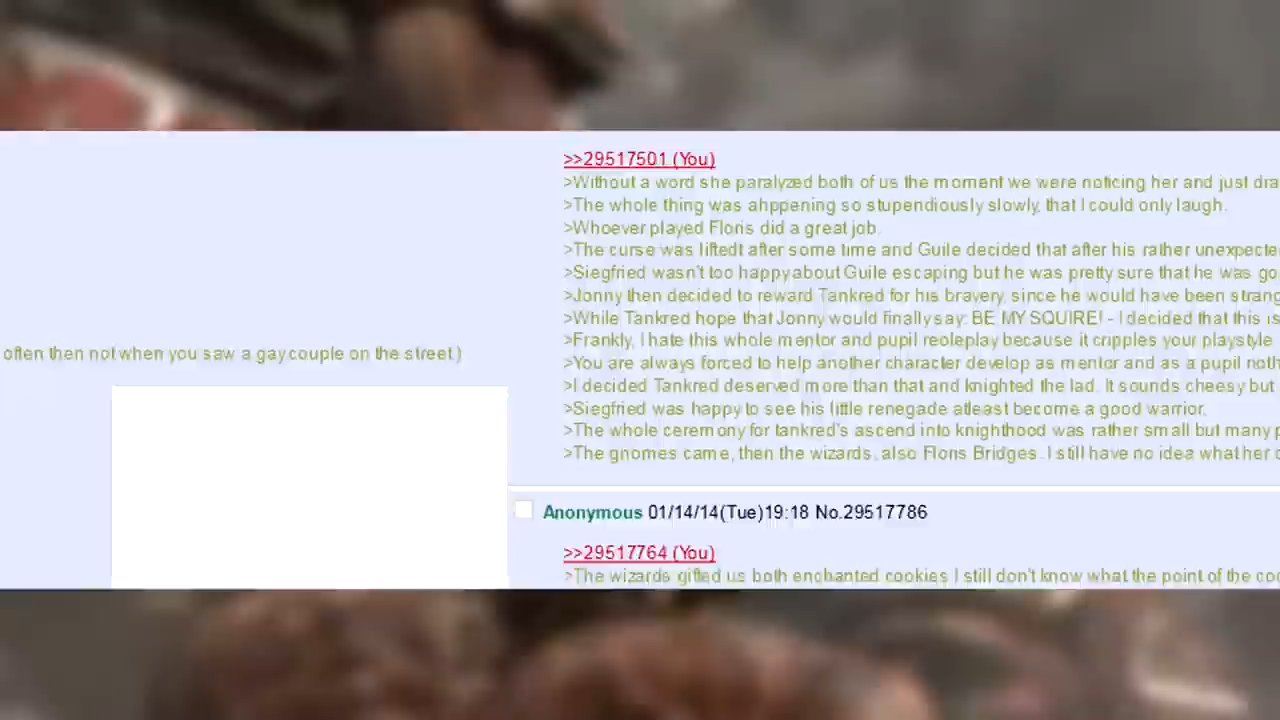 often then not when you saw a gay couple on the street.)
>>29517501 (You)
>Without a word she paralyzed both of us the moment we were noticing her and just dra
>The whole thing was ahppening so stupendiously slowly, that I could only laugh.
>Whoever played Floris did a great job.
>The curse was liftedt after some time and Guile decided that after his rather unexpecte
>Siegfried wasn't too happy about Guile escaping but he was pretty sure that he was go
>Jonny then decided to reward Tankred for his bravery, since he would have been strang
>While Tankred hope that Jonny would finally say: BE MY SQUIRE! - I decided that this is
>Frankly, I hate this whole mentor and pupil reoleplay because it cripples your playstyle
>You are always forced to help another character develop as mentor and as a pupil noth
>I decided Tankred deserved more than that and knighted the lad. It sounds cheesy but
>Siegfried was happy to see his little renegade atleast become a good warrior.
>The whole ceremony for tankred's ascend into knighthood was rather small but many p
>The gnomes came, then the wizards, also Floris Bridges. I still have no idea what her c
Anonymous 01/14/14(Tue)19:18 No.29517786
>>29517764 (You)
>The wizards gifted us both enchanted cookies I still don't know what the point of the coo